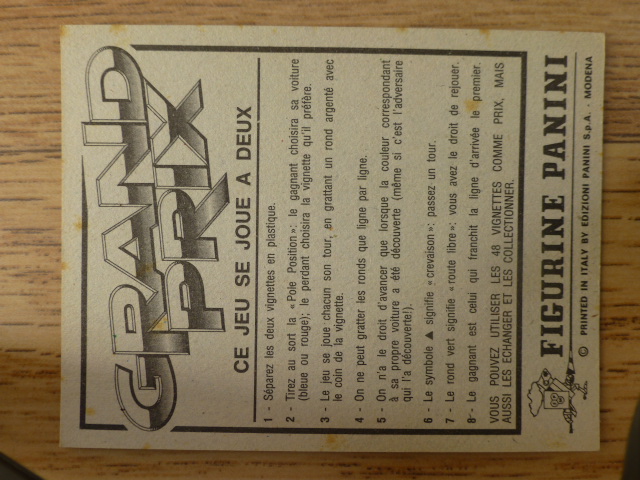 GRAND
PRIX
CE JEU SE JOUE A DEUX
1 - Séparez les deux vignettes en plastique.
2 - Tirez au sort la « Pole Position »: le gagnant choisira sa voiture
(bleue ou rouge); le perdant choisira la vignette qu'il préfère.
3 - Le jeu se joue chacun son tour, en grattant un rond argenté avec
le coin de la vignette.
4 - On ne peut gratter les ronds que ligne par ligne.
5 - On n'a le droit d'avancer que lorsque la couleur correspondant
à sa propre voiture a été découverte (même si c'est l'adversaire
qui l'a découverte!).
6 - Le symbole ▲ signifie « crevaison »: passez un tour.
7 - Le rond vert signifie « route libre »: vous avez le droit de rejouer.
8 - Le gagnant est celui qui franchit la ligne d'arrivée le premier.
VOUS POUVEZ UTILISER LES 48 VIGNETTES COMME PRIX, MAIS
AUSSI LES ECHANGER ET LES COLLECTIONNER.
FIGURINE PANINI
© PRINTED IN ITALY BY EDIZIONI PANINI S.p.A. - MODENA